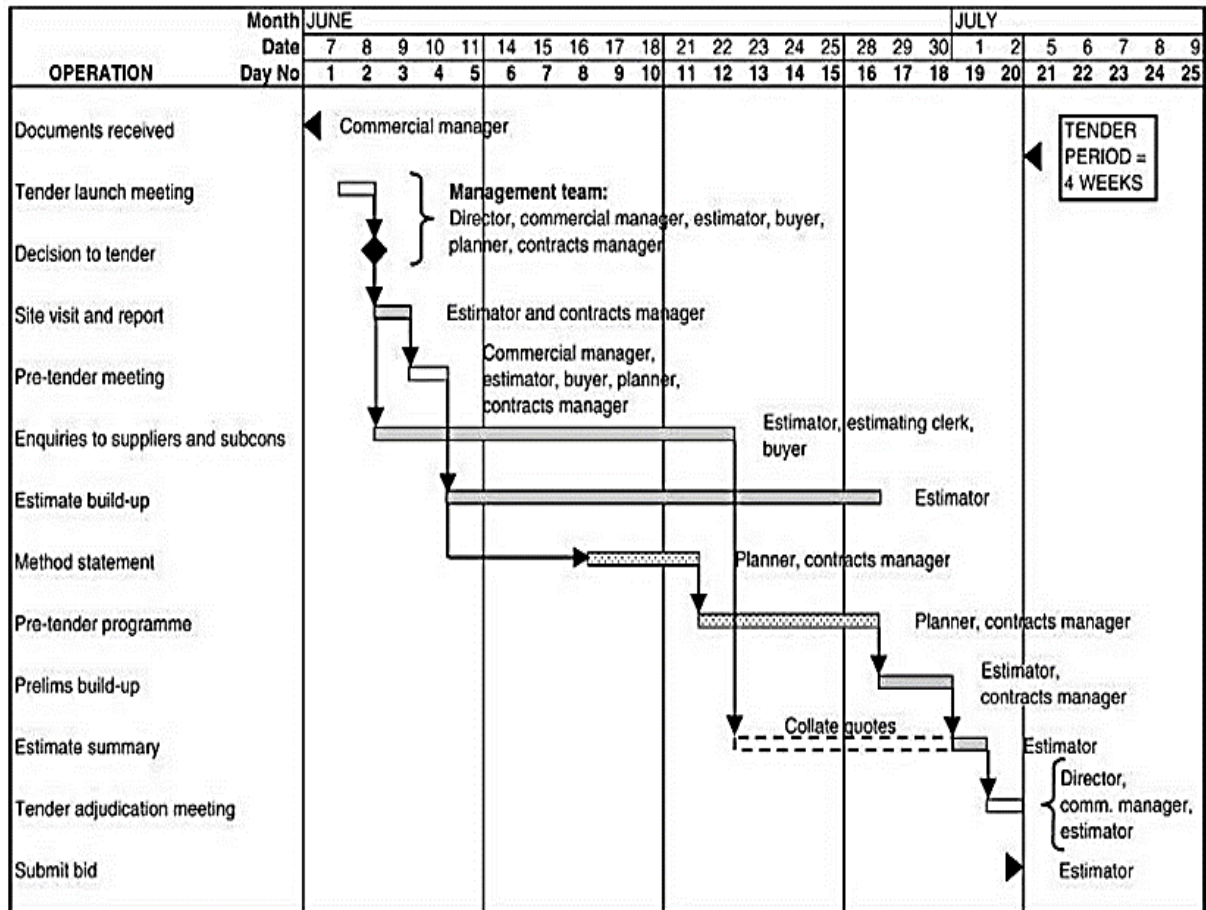 Month JUNE JULY
Date 7 8 9 10 11 14 15 16 17 18 21 22 23 24 25 28 29 30 1 2 5 6 7 8 9
OPERATION Day No 1 2 3 4 5 6 7 8 9 10 11 12 13 14 15 16 17 18 19 20 21 22 23 24 25
Documents received Commercial manager
TENDER
PERIOD =
4 WEEKS
Tender launch meeting
Management team:
Director, commercial manager, estimator, buyer,
planner, contracts manager
Decision to tender
Site visit and report Estimator and contracts manager
Pre-tender meeting
Commercial manager,
estimator, buyer, planner,
contracts manager
Enquiries to suppliers and subcons
Estimator, estimating clerk,
buyer
Estimate build-up Estimator
Method statement Planner, contracts manager
Pre-tender programme Planner, contracts manager
Prelims build-up
Estimator,
contracts manager
Collate quotes
Estimate summary Estimator
Tender adjudication meeting
Director,
comm. manager,
estimator
Submit bid Estimator